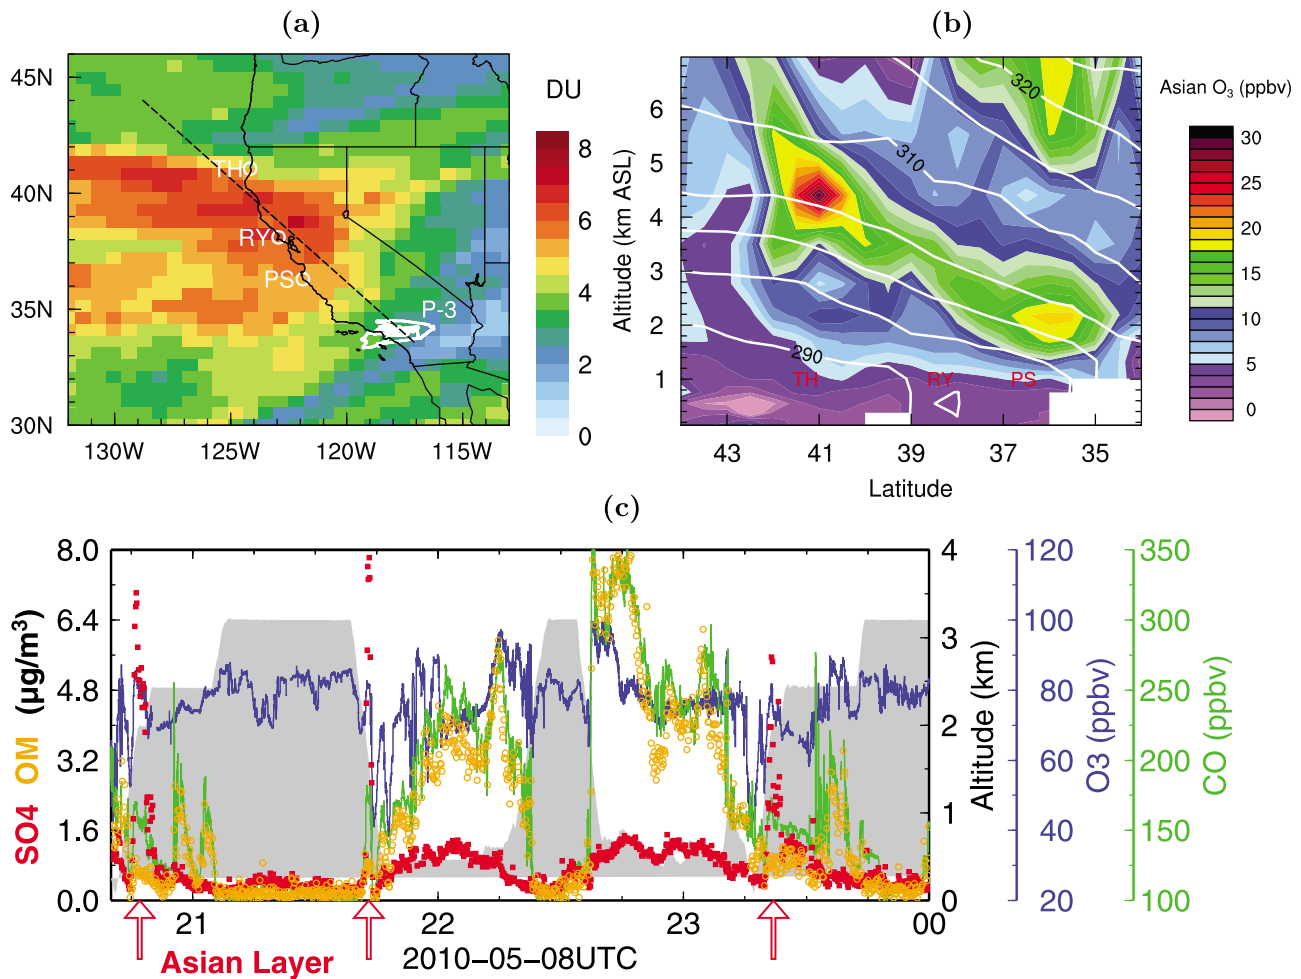 (a)
(b)
45N
40N
35N
30N
130W
125W
120W
115W
THO
RYO
PSO
P-3
DU
8
6
4
2
0
Altitude (km ASL)
6
5
4
3
2
1
320
310
290
TH
RY
PS
43
41
39
37
35
Latitude
Asian O3 (ppbv)
30
25
20
15
10
5
0
(c)
SO4 OM (μg/m³)
8.0
6.4
4.8
3.2
1.6
0.0
21
22
23
00
2010-05-08UTC
Asian Layer
4
3
2
1
0
Altitude (km)
120
100
80
60
40
20
O3 (ppbv)
350
300
250
200
150
100
CO (ppbv)